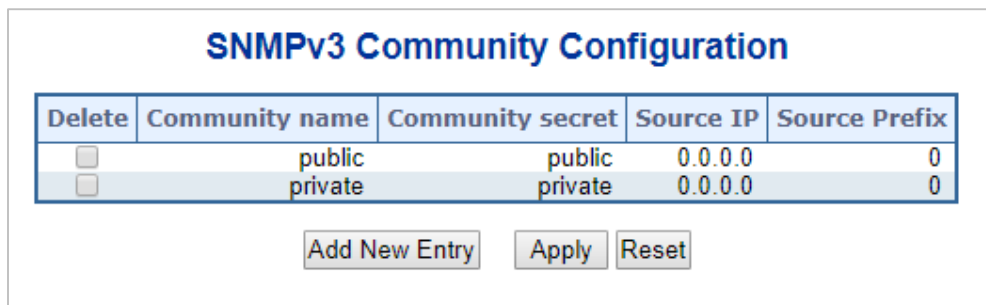 SNMPv3 Community Configuration
Delete Community name Community secret Source IP Source Prefix
public public 0.0.0.0 0
private private 0.0.0.0 0
Add New Entry Apply Reset